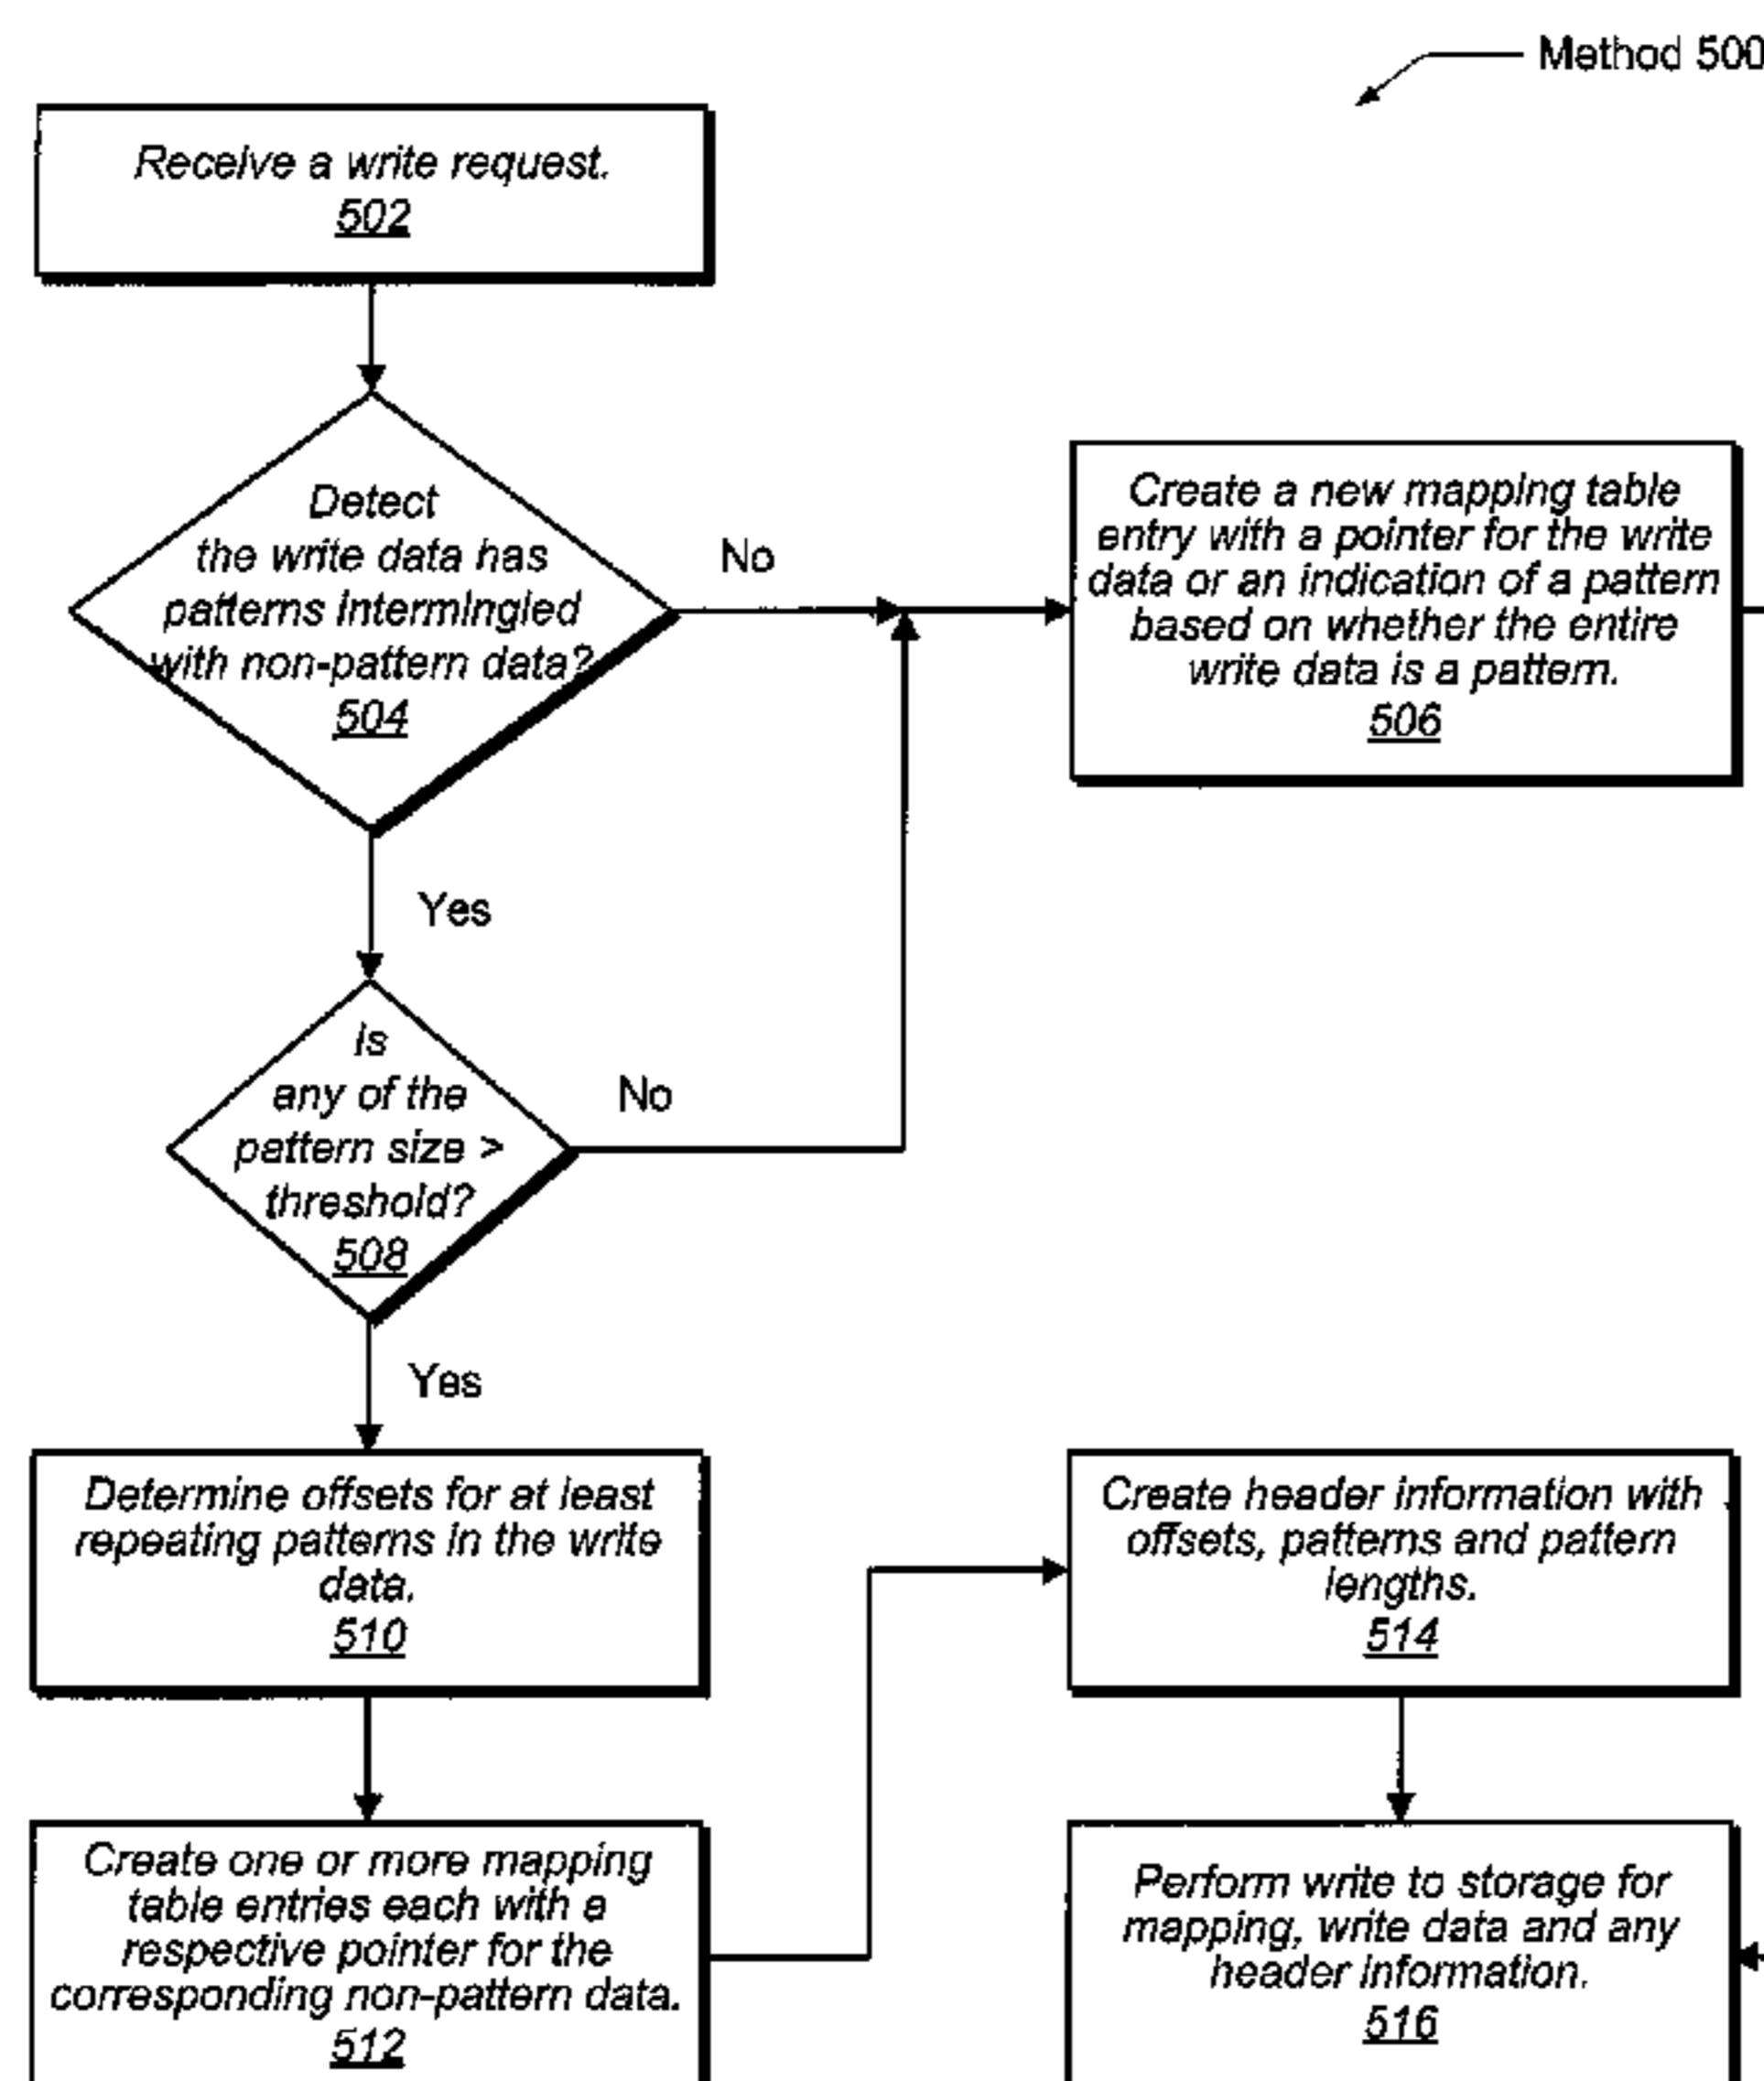 Method 500
Receive a write request.
502
Detect
the write data has
patterns intermingled
with non-pattern data?
504
No
Create a new mapping table
entry with a pointer for the write
data or an indication of a pattern
based on whether the entire
write data is a pattern.
506
Yes
Is
any of the
pattern size >
threshold?
508
No
Yes
Determine offsets for at least
repeating patterns in the write
data.
510
Create header information with
offsets, patterns and pattern
lengths.
514
Create one or more mapping
table entries each with a
respective pointer for the
corresponding non-pattern data.
512
Perform write to storage for
mapping, write data and any
header information.
516